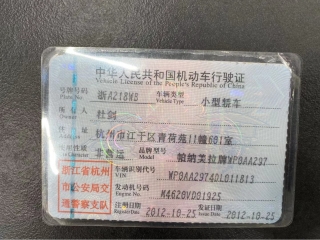 中华人民共和国机动车行驶证
Vehicle License of the People's Republic of China
号牌号码 浙A218W8 车辆类型 小型轿车
Plate No. Vehicle Type
所有人 杜剑
Owner
住址 杭州市江干区青荷苑11幢601室
使用性质 非营运 品牌型号 帕纳美拉牌WP0AA297
Use Character Model
浙江省杭州
市公安局交
通警察支队
车辆识别代号 WP0AA2974DL011813
VIN
发动机号码 M4620V001925
Engine No.
注册日期 2012-10-25 发证日期 2012-10-25
Register Date Issue Date